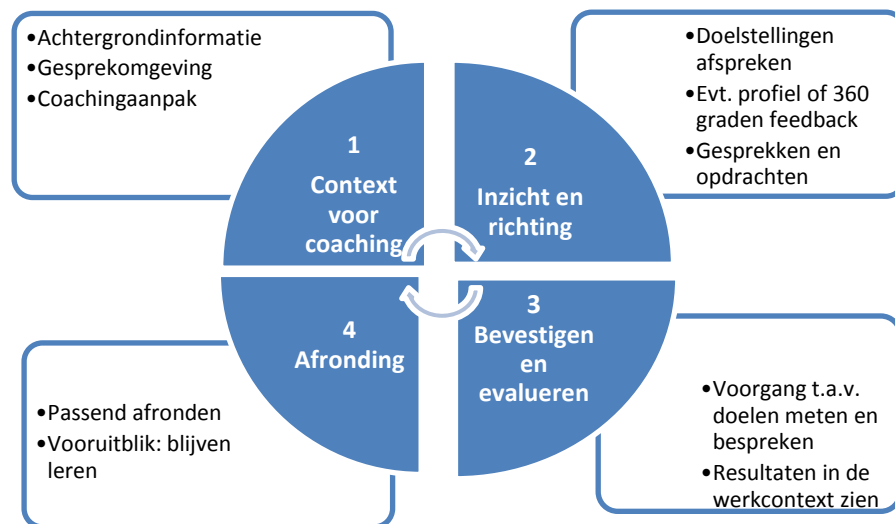 •Achtergrondinformatie
•Gesprekomgeving
•Coachingaanpak
1
Context
voor
coaching
•Doelstellingen
afspreken
•Evt. profiel of 360
graden feedback
•Gesprekken en
opdrachten
2
Inzicht en
richting
3
Bevestigen
en
evalueren
•Voorgang t.a.v.
doelen meten en
bespreken
•Resultaten in de
werkcontext zien
4
Afronding
•Passend afronden
•Vooruitblik: blijven
leren